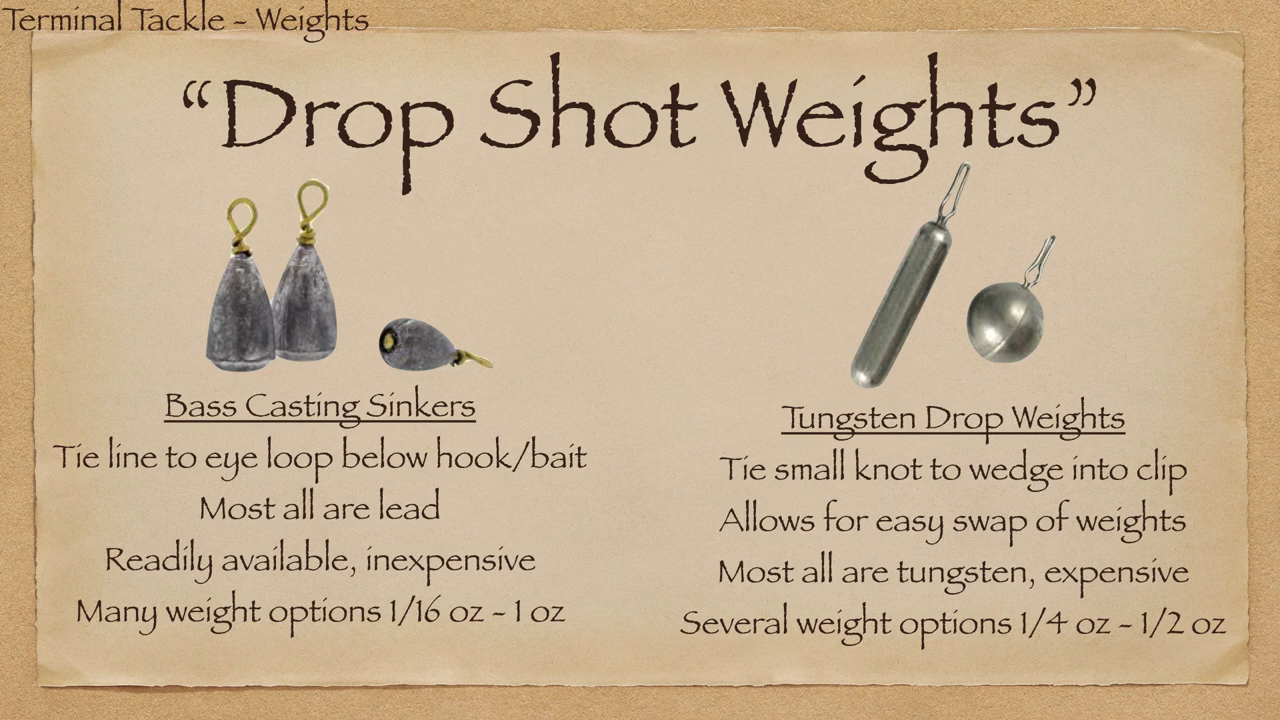 Terminal Tackle - Weights
“Drop Shot Weights”
Bass Casting Sinkers
Tie line to eye loop below hook/bait
Most all are lead
Readily available, inexpensive
Many weight options 1/16 oz - 1 oz
Tungsten Drop Weights
Tie small knot to wedge into clip
Allows for easy swap of weights
Most all are tungsten, expensive
Several weight options 1/4 oz - 1/2 oz